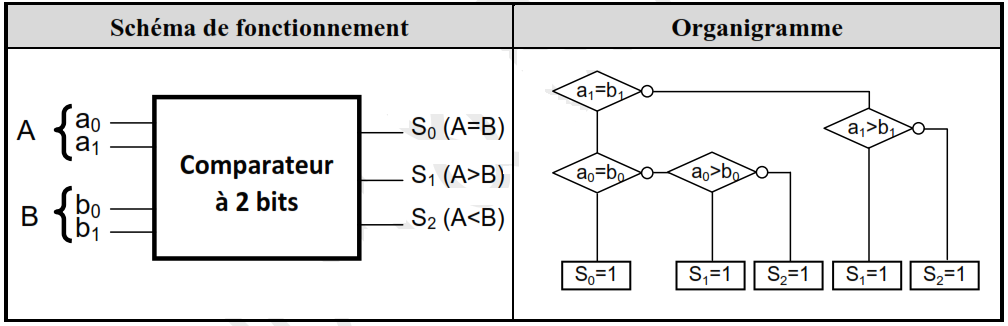 Schéma de fonctionnement
Organigramme
A
a₀
a₁
B
b₀
b₁
Comparateur
à 2 bits
S₀ (A=B)
S₁ (A>B)
S₂ (A<B)
a₁=b₁
a₁>b₁
a₀=b₀
a₀>b₀
S₀=1
S₁=1
S₂=1
S₁=1
S₂=1